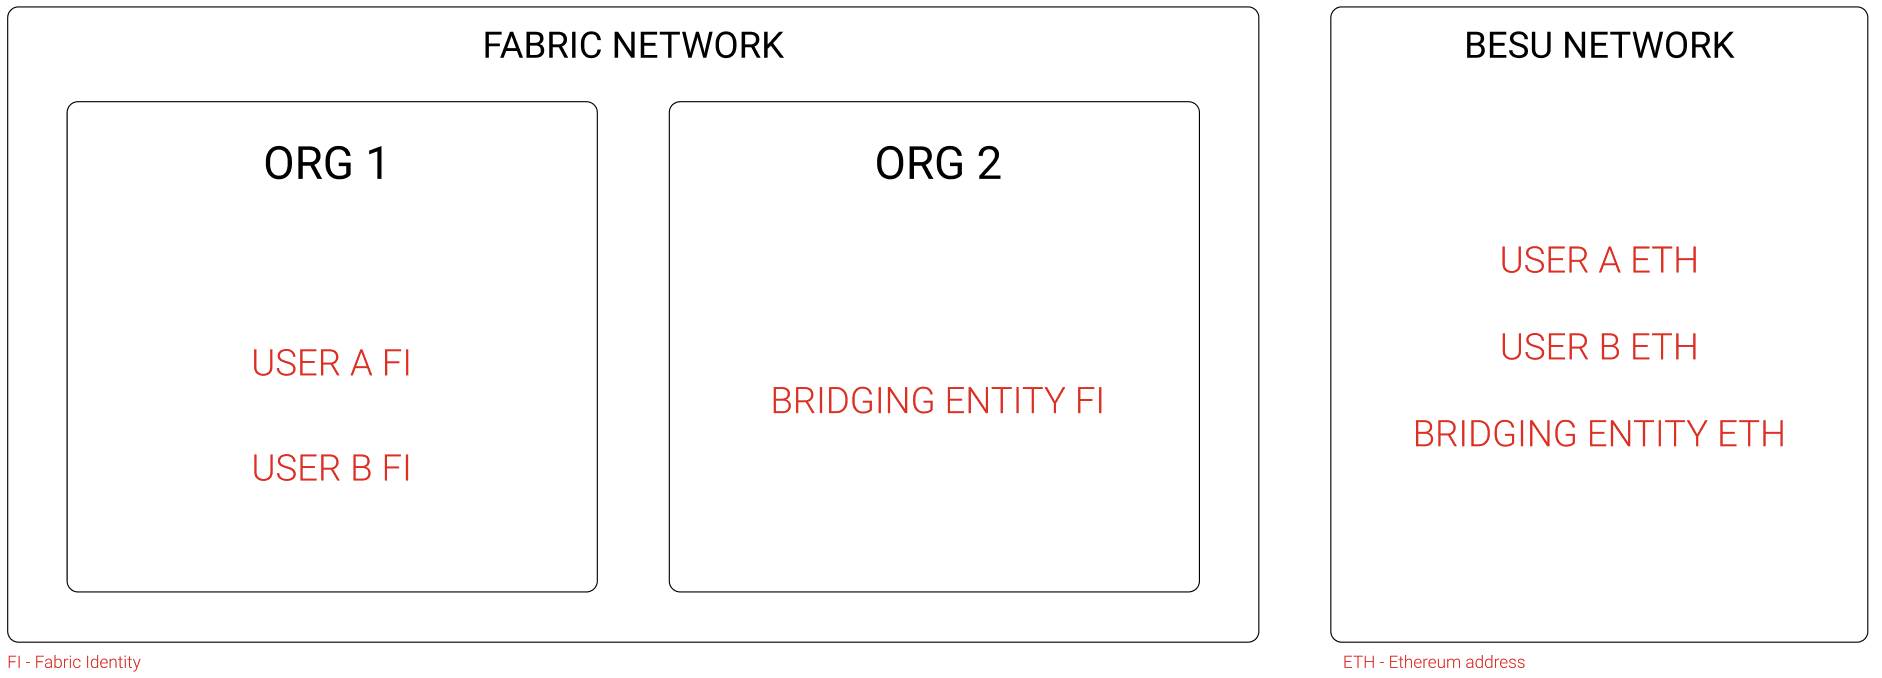 FABRIC NETWORK
ORG 1
USER A FI
USER B FI
ORG 2
BRIDGING ENTITY FI
FI - Fabric Identity
BESU NETWORK
USER A ETH
USER B ETH
BRIDGING ENTITY ETH
ETH - Ethereum address